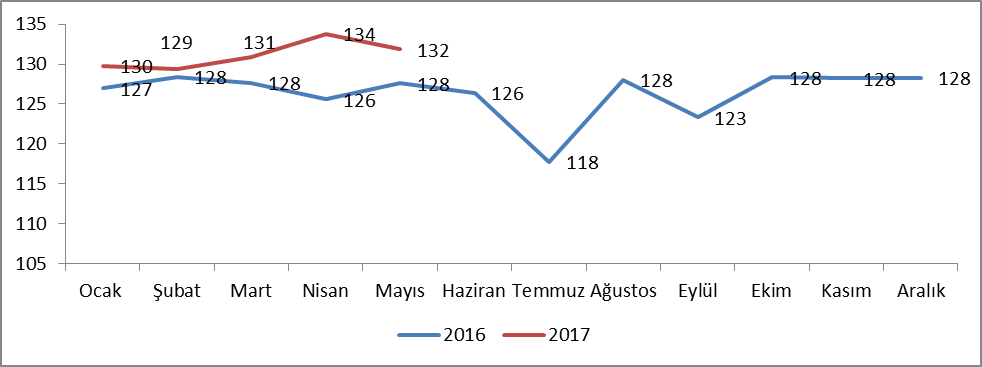 135
130
125
120
115
110
105
130 129 131 134 132
127 128 128 126 128 126 118 128 123 128 128 128
Ocak Şubat Mart Nisan Mayıs Haziran Temmuz Ağustos Eylül Ekim Kasım Aralık
2016 2017